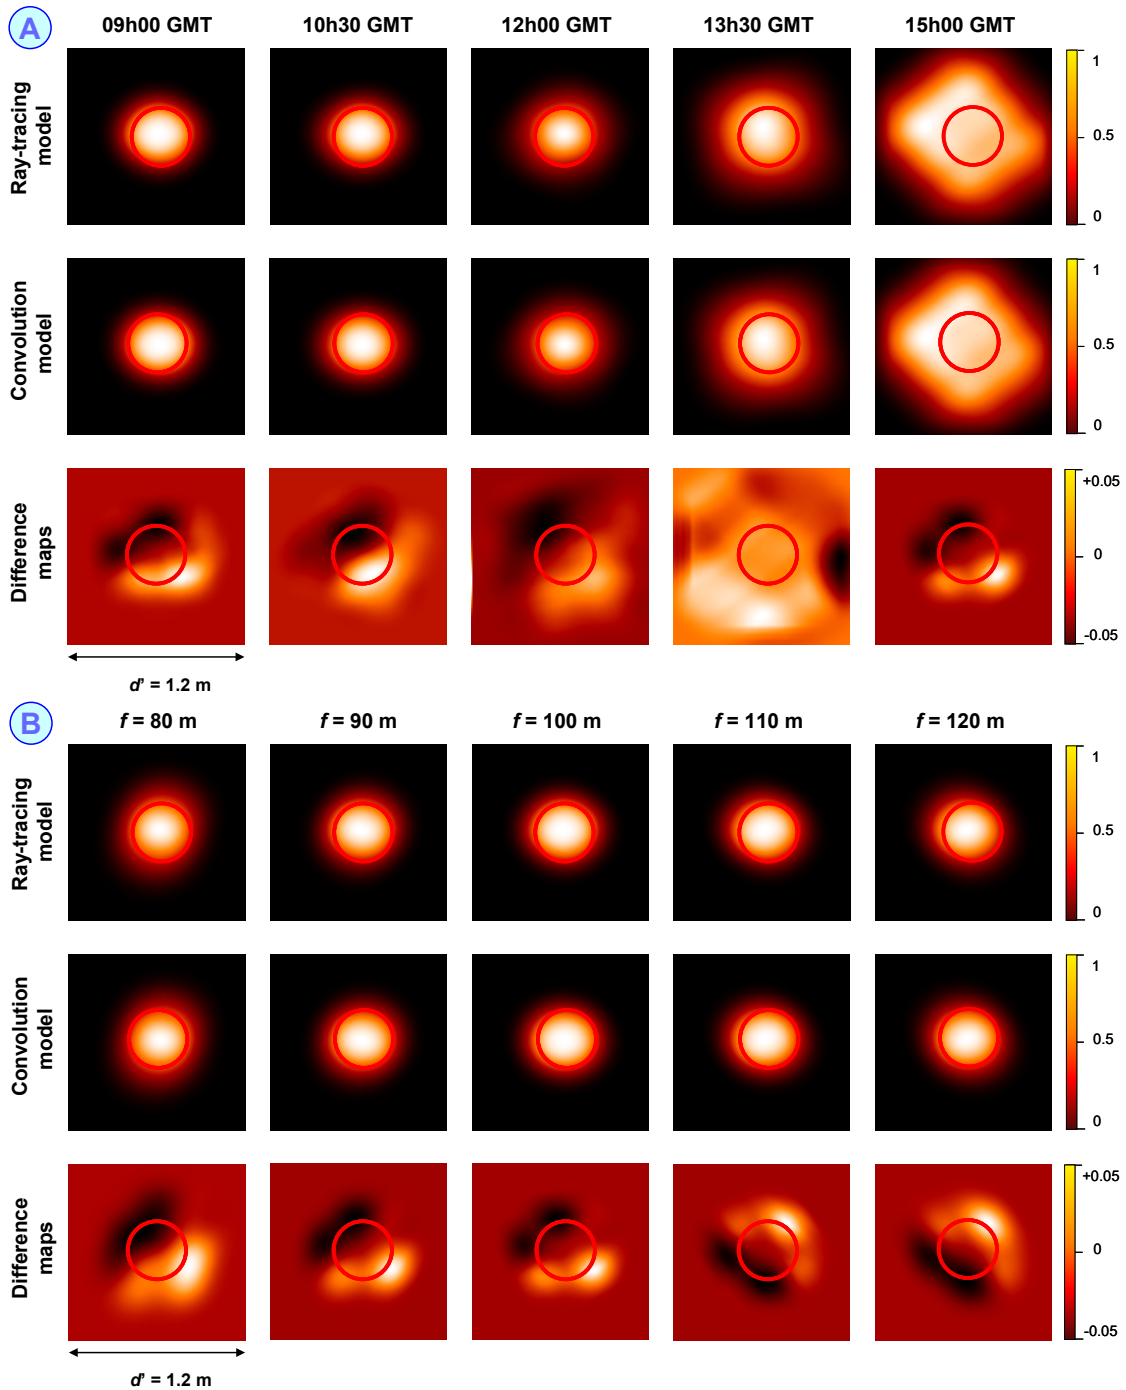 A
09h00 GMT 10h30 GMT 12h00 GMT 13h30 GMT 15h00 GMT
Ray-tracing
model
1
0.5
0
Convolution
model
1
0.5
0
Difference
maps
+0.05
0
-0.05
d' = 1.2 m
B
f = 80 m f = 90 m f = 100 m f = 110 m f = 120 m
Ray-tracing
model
1
0.5
0
Convolution
model
1
0.5
0
Difference
maps
+0.05
0
-0.05
d' = 1.2 m